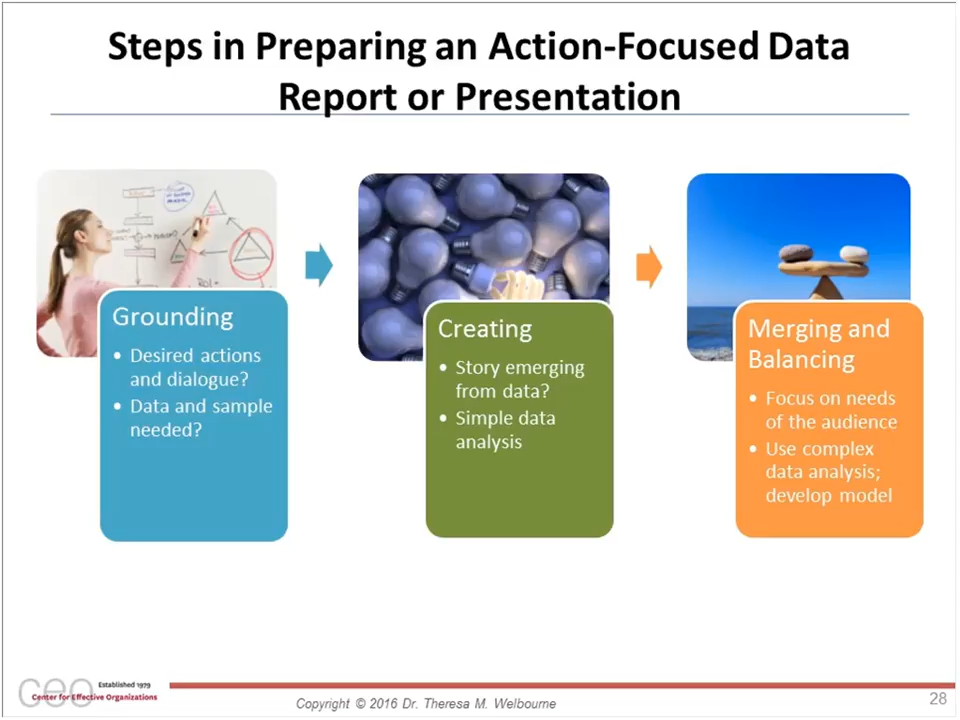 Steps in Preparing an Action-Focused Data
Report or Presentation
Grounding
• Desired actions
and dialogue?
• Data and sample
needed?
Creating
• Story emerging
from data?
• Simple data
analysis
Merging and
Balancing
• Focus on needs
of the audience
• Use complex
data analysis;
develop model
ceo
Established 1979
Center for Effective Organizations
Copyright © 2016 Dr. Theresa M. Welbourne
28